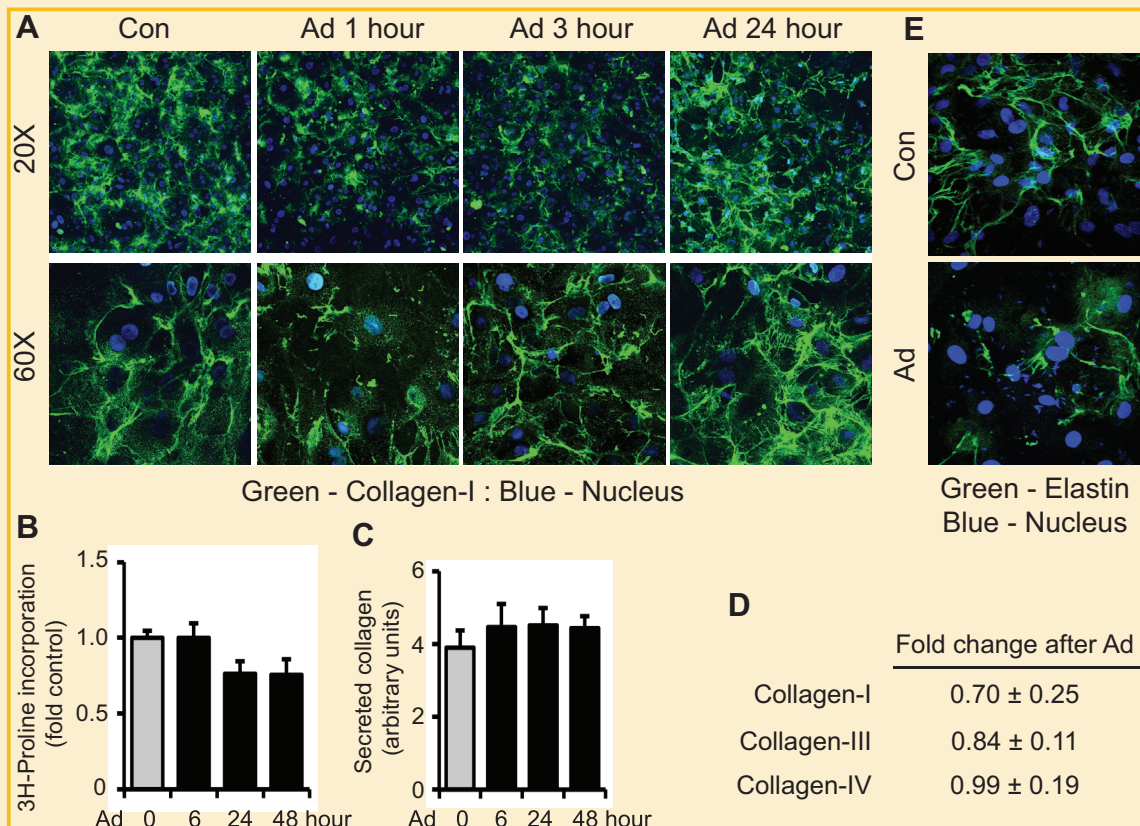 A
Con
Ad 1 hour
Ad 3 hour
Ad 24 hour
20X
60X
Green - Collagen-I : Blue - Nucleus
E
Con
Ad
Green - Elastin
Blue - Nucleus
B
3H-Proline incorporation
(fold control)
1.5
1.0
0.5
0
Ad 0 6 24 48 hour
C
Secreted collagen
(arbitrary units)
6
4
2
0
Ad 0 6 24 48 hour
D
Fold change after Ad
Collagen-I 0.70 ± 0.25
Collagen-III 0.84 ± 0.11
Collagen-IV 0.99 ± 0.19